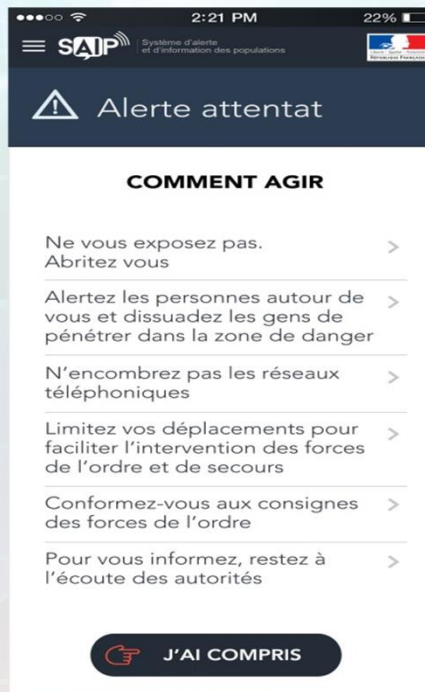 2:21 PM
22%
SAIP
Système d'alerte
et d'information des populations
RÉPUBLIQUE FRANÇAISE
Alerte attentat
COMMENT AGIR
Ne vous exposez pas.
Abritez vous
Alertez les personnes autour de
vous et dissuadez les gens de
pénétrer dans la zone de danger
N'encombrez pas les réseaux
téléphoniques
Limitez vos déplacements pour
faciliter l'intervention des forces
de l'ordre et de secours
Conformez-vous aux consignes
des forces de l'ordre
Pour vous informez, restez à
l'écoute des autorités
J'AI COMPRIS